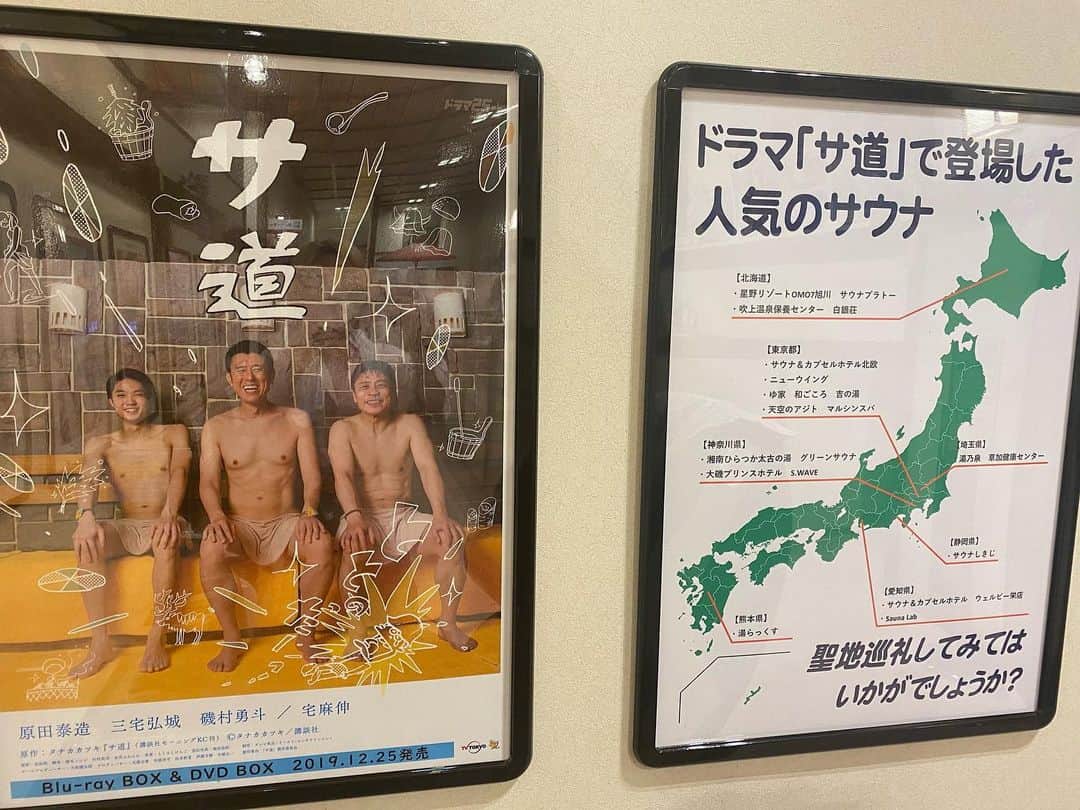 ドラマ25
サ道
原田泰造 三宅弘城 磯村勇斗 / 宅麻伸
原作:タナカカツキ『サ道』(講談社モーニングKC刊) ©タナカカツキ/講談社
TV TOKYO
Blu-ray BOX & DVD BOX 2019.12.25発売
ドラマ「サ道」で登場した
人気のサウナ
【北海道】
・星野リゾートOMO7旭川 サウナプラトー
・吹上温泉保養センター 白銀荘
【東京都】
・サウナ&カプセルホテル北欧
・ニューウイング
・ゆ家 和ごころ 吉の湯
・天空のアジト マルシンスパ
【神奈川県】
・湘南ひらつか太古の湯 グリーンサウナ
・大磯プリンスホテル S.WAVE
【埼玉県】
湯乃泉 草加健康センター
【静岡県】
・サウナしきじ
【愛知県】
・サウナ&カプセルホテル ウェルビー栄店
・Sauna Lab
【熊本県】
・湯らっくす
聖地巡礼してみては
いかがでしょうか?